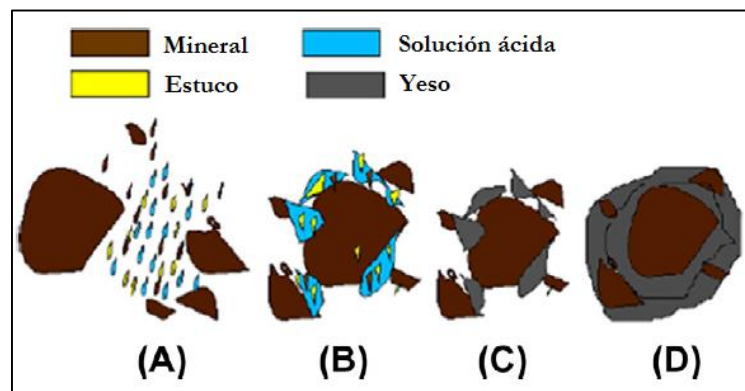 Mineral Solución ácida
Estuco Yeso
(A) (B) (C) (D)